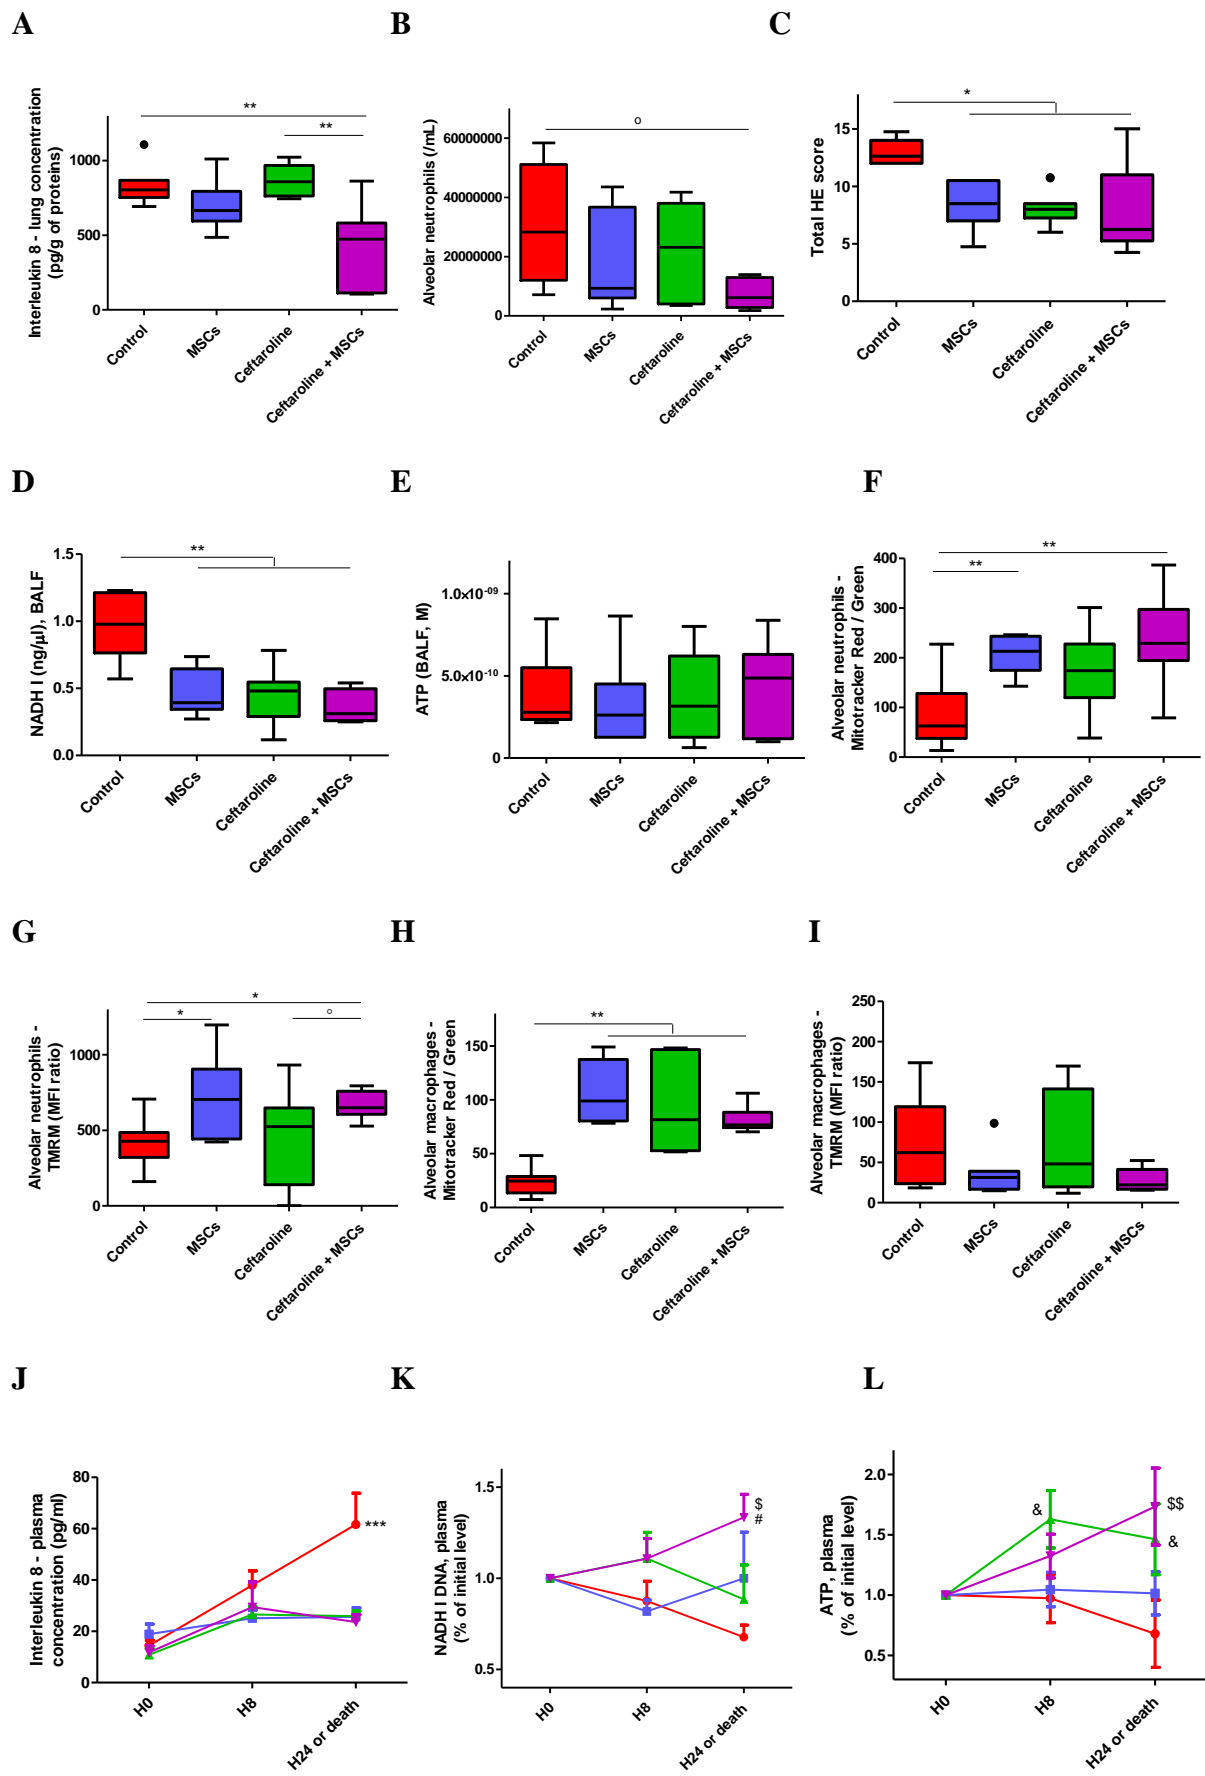 A
B
C
Interleukin 8 - lung concentration
(pg/g of proteins)
1000
500
0
**
**
Control
MSCs
Ceftaroline
Ceftaroline + MSCs
Alveolar neutrophils (/mL)
60000000
40000000
20000000
0
o
Control
MSCs
Ceftaroline
Ceftaroline + MSCs
Total HE score
15
10
5
0
*
Control
MSCs
Ceftaroline
Ceftaroline + MSCs
D
E
F
NADH I (ng/µl), BALF
1.5
1.0
0.5
0.0
**
Control
MSCs
Ceftaroline
Ceftaroline + MSCs
ATP (BALF, M)
1.0×10⁻⁰⁹
5.0×10⁻¹⁰
0
Control
MSCs
Ceftaroline
Ceftaroline + MSCs
Alveolar neutrophils -
Mitotracker Red / Green
400
300
200
100
0
**
**
Control
MSCs
Ceftaroline
Ceftaroline + MSCs
G
H
I
Alveolar neutrophils -
TMRM (MFI ratio)
1000
500
0
*
*
o
Control
MSCs
Ceftaroline
Ceftaroline + MSCs
Alveolar macrophages -
Mitotracker Red / Green
150
100
50
0
**
Control
MSCs
Ceftaroline
Ceftaroline + MSCs
Alveolar macrophages -
TMRM (MFI ratio)
250
200
150
100
50
0
Control
MSCs
Ceftaroline
Ceftaroline + MSCs
J
K
L
Interleukin 8 - plasma
concentration (pg/ml)
80
60
40
20
0
***
H0
H8
H24 or death
NADH I DNA, plasma
(% of initial level)
1.5
1.0
0.5
$
#
H0
H8
H24 or death
ATP, plasma
(% of initial level)
2.0
1.5
1.0
0.5
&
$$
&
H0
H8
H24 or death